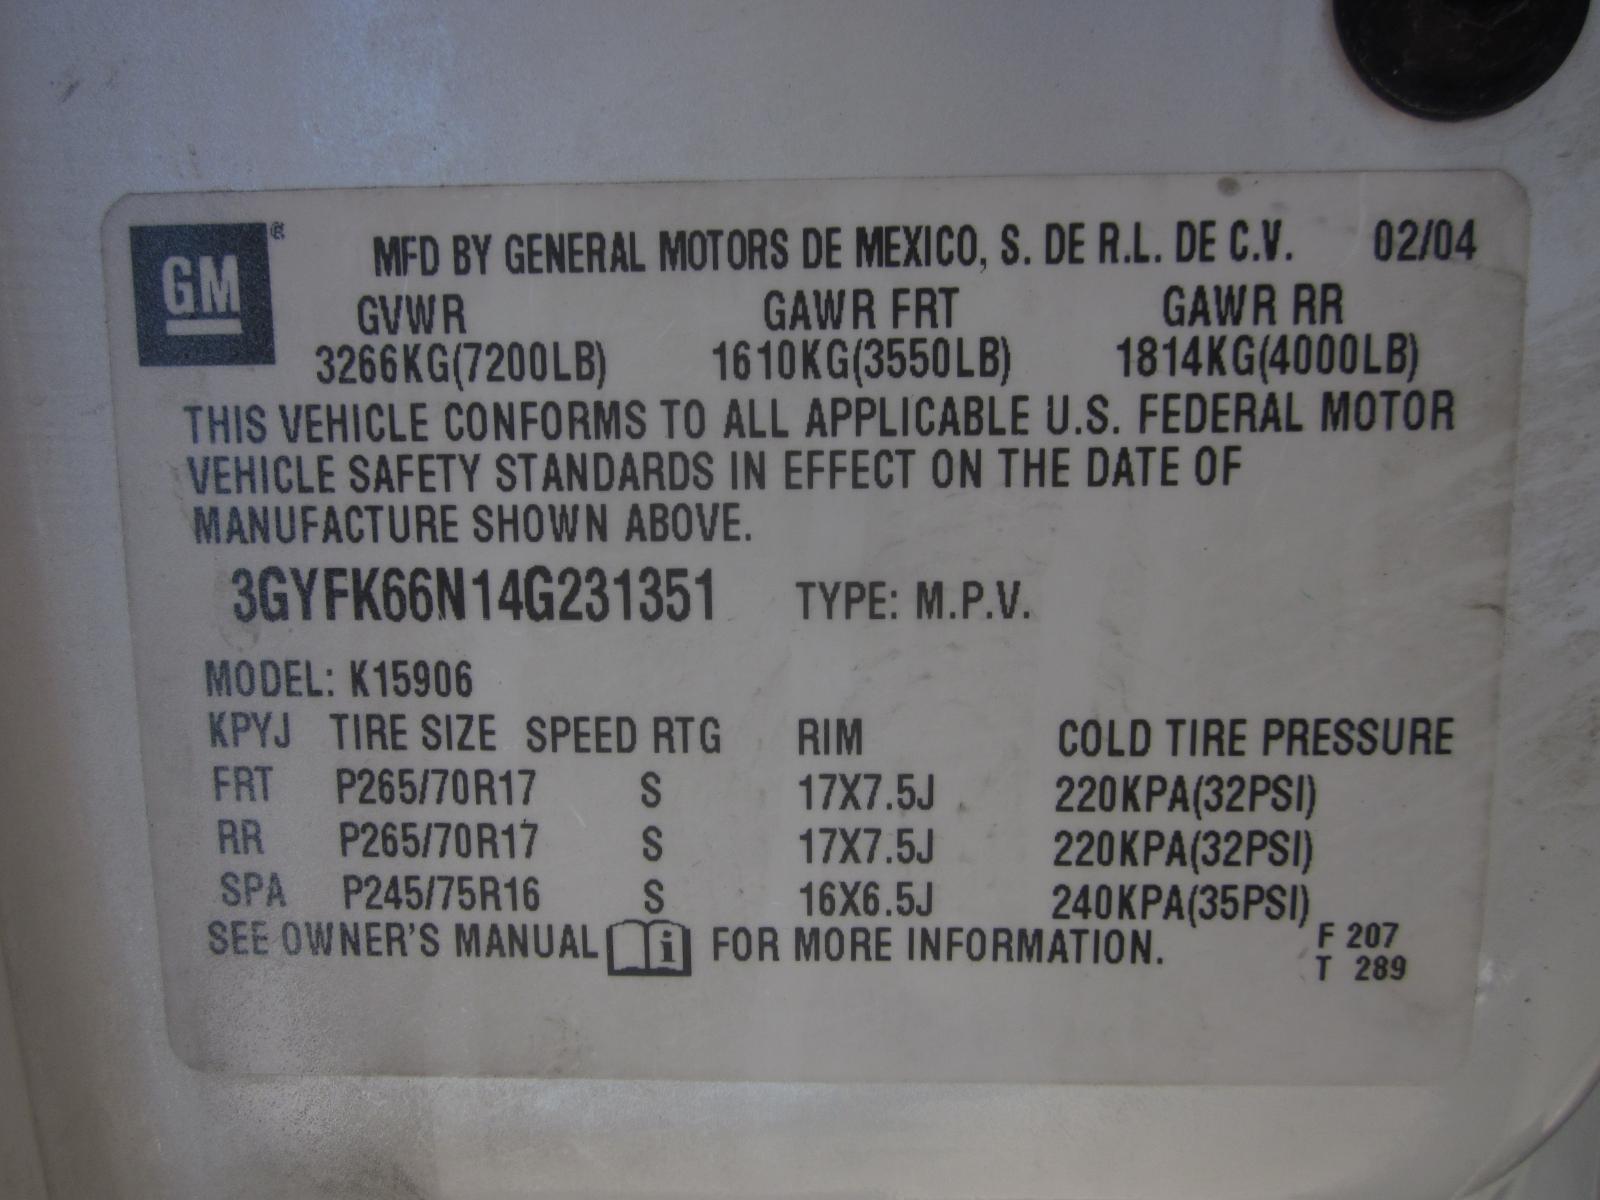 GM ®
MFD BY GENERAL MOTORS DE MEXICO, S. DE R.L. DE C.V. 02/04
GVWR GAWR FRT GAWR RR
3266KG(7200LB) 1610KG(3550LB) 1814KG(4000LB)
THIS VEHICLE CONFORMS TO ALL APPLICABLE U.S. FEDERAL MOTOR
VEHICLE SAFETY STANDARDS IN EFFECT ON THE DATE OF
MANUFACTURE SHOWN ABOVE.
3GYFK66N14G231351 TYPE: M.P.V.
MODEL: K15906
KPYJ TIRE SIZE SPEED RTG RIM COLD TIRE PRESSURE
FRT P265/70R17 S 17X7.5J 220KPA(32PSI)
RR P265/70R17 S 17X7.5J 220KPA(32PSI)
SPA P245/75R16 S 16X6.5J 240KPA(35PSI)
SEE OWNER'S MANUAL i FOR MORE INFORMATION.
F 207
T 289